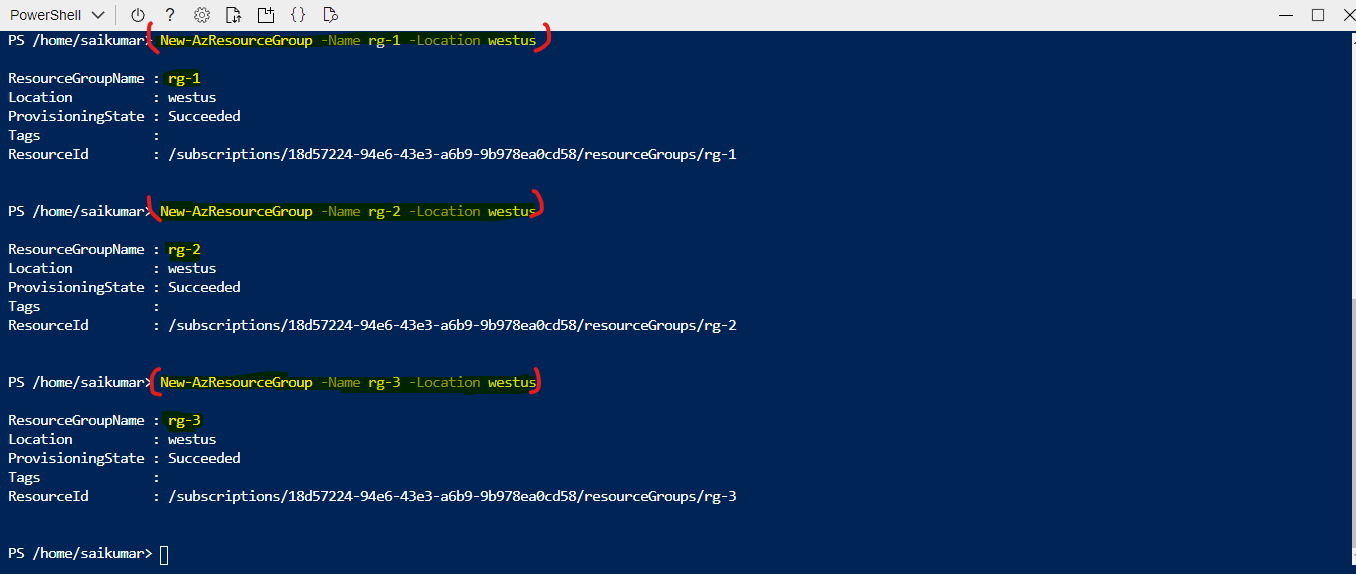 PowerShell
PS /home/saikumar> New-AzResourceGroup -Name rg-1 -Location westus
ResourceGroupName : rg-1
Location          : westus
ProvisioningState : Succeeded
Tags              :
ResourceId        : /subscriptions/18d57224-94e6-43e3-a6b9-9b978ea0cd58/resourceGroups/rg-1
PS /home/saikumar> New-AzResourceGroup -Name rg-2 -Location westus
ResourceGroupName : rg-2
Location          : westus
ProvisioningState : Succeeded
Tags              :
ResourceId        : /subscriptions/18d57224-94e6-43e3-a6b9-9b978ea0cd58/resourceGroups/rg-2
PS /home/saikumar> New-AzResourceGroup -Name rg-3 -Location westus
ResourceGroupName : rg-3
Location          : westus
ProvisioningState : Succeeded
Tags              :
ResourceId        : /subscriptions/18d57224-94e6-43e3-a6b9-9b978ea0cd58/resourceGroups/rg-3
PS /home/saikumar>